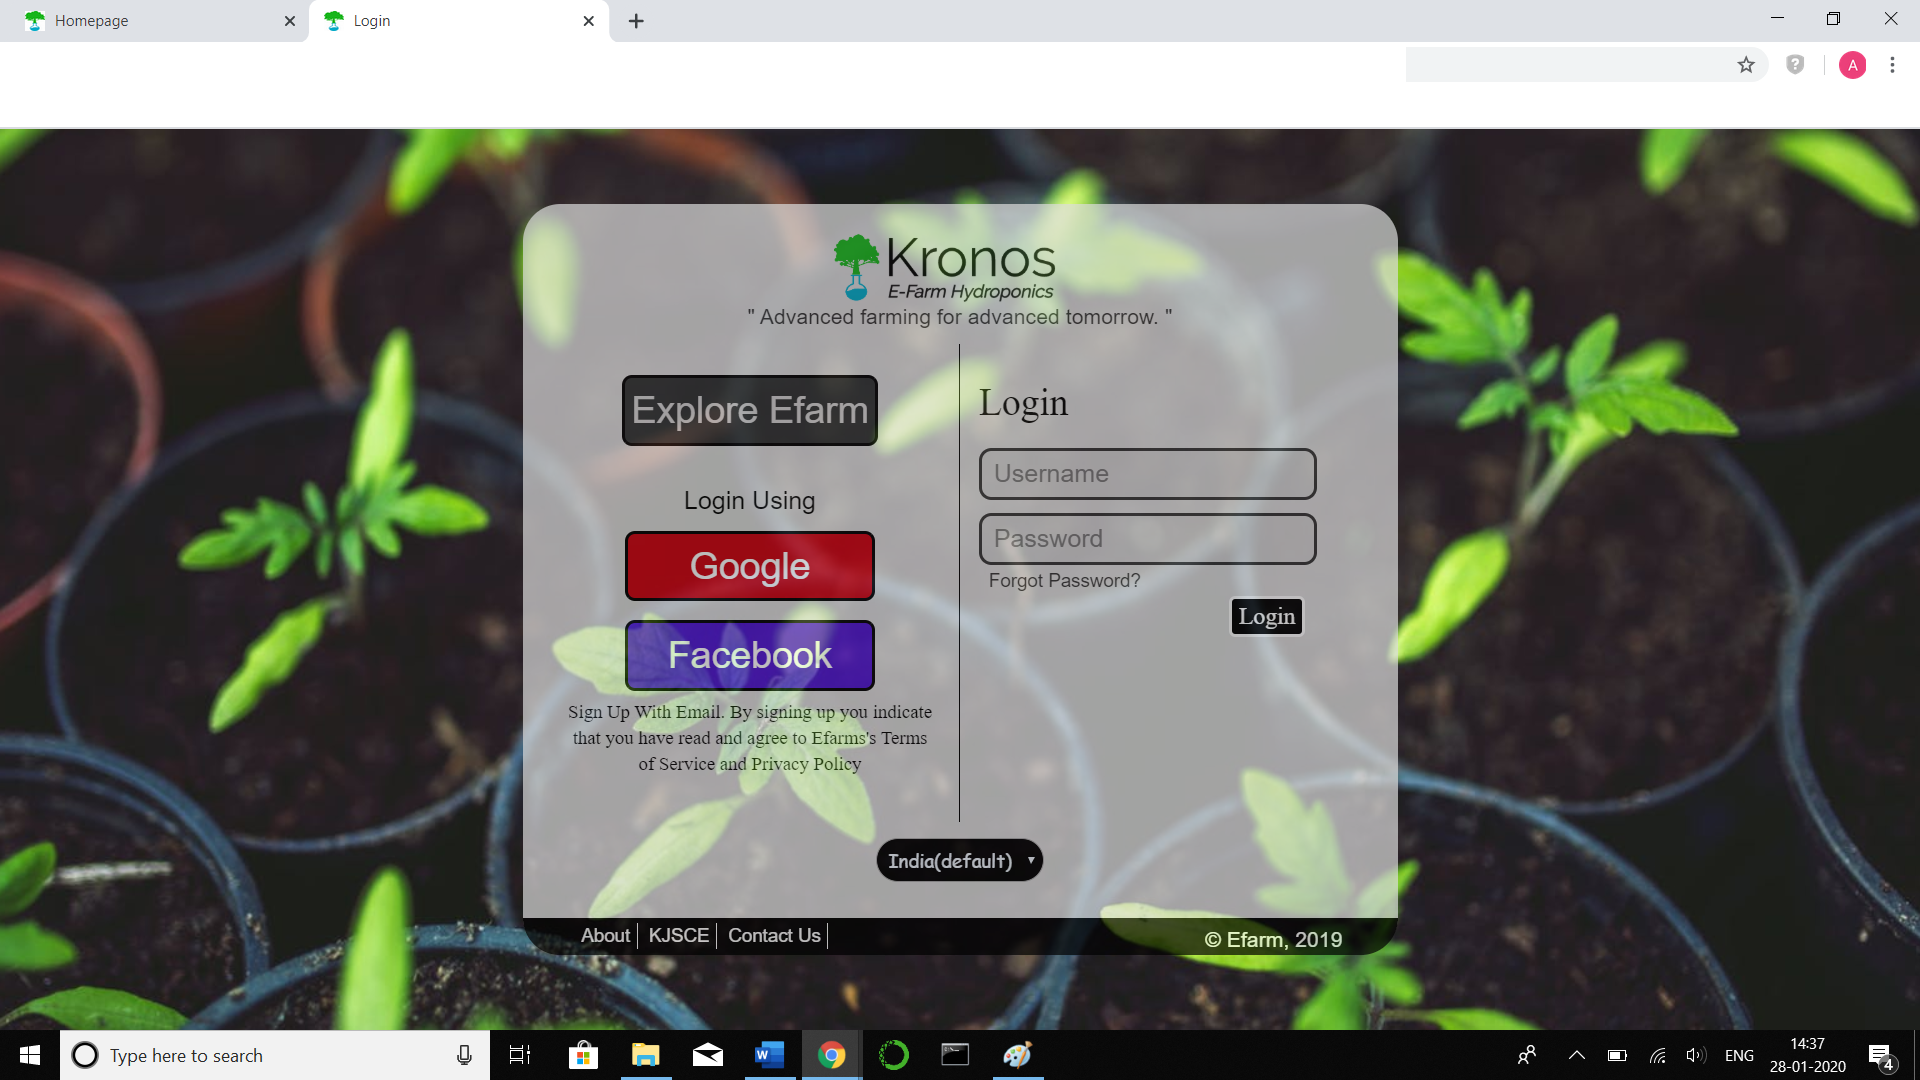 Homepage
Login
A
Kronos
E-Farm Hydroponics
" Advanced farming for advanced tomorrow. "
Explore Efarm
Login Using
Google
Facebook
Sign Up With Email. By signing up you indicate
that you have read and agree to Efarms's Terms
of Service and Privacy Policy
Login
Username
Password
Forgot Password?
Login
India(default)
About
KJSCE
Contact Us
© Efarm, 2019
Type here to search
ENG
14:37
28-01-2020
4